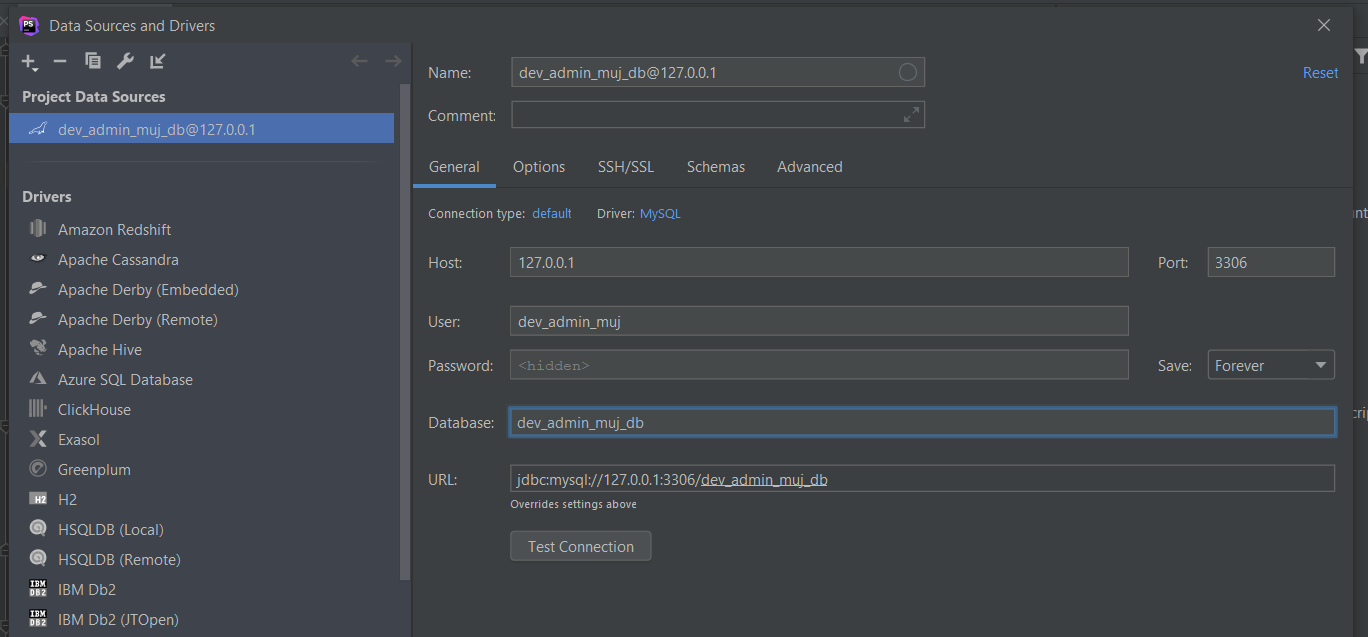 PS Data Sources and Drivers
Project Data Sources
dev_admin_muj_db@127.0.0.1
Drivers
Amazon Redshift
Apache Cassandra
Apache Derby (Embedded)
Apache Derby (Remote)
Apache Hive
Azure SQL Database
ClickHouse
Exasol
Greenplum
H2 H2
HSQLDB (Local)
HSQLDB (Remote)
IBM DB2 IBM Db2
IBM DB2 IBM Db2 (JTOpen)
Name: dev_admin_muj_db@127.0.0.1 Reset
Comment:
General Options SSH/SSL Schemas Advanced
Connection type: default Driver: MySQL
Host: 127.0.0.1 Port: 3306
User: dev_admin_muj
Password: <hidden> Save: Forever
Database: dev_admin_muj_db
URL: jdbc:mysql://127.0.0.1:3306/dev_admin_muj_db
Overrides settings above
Test Connection